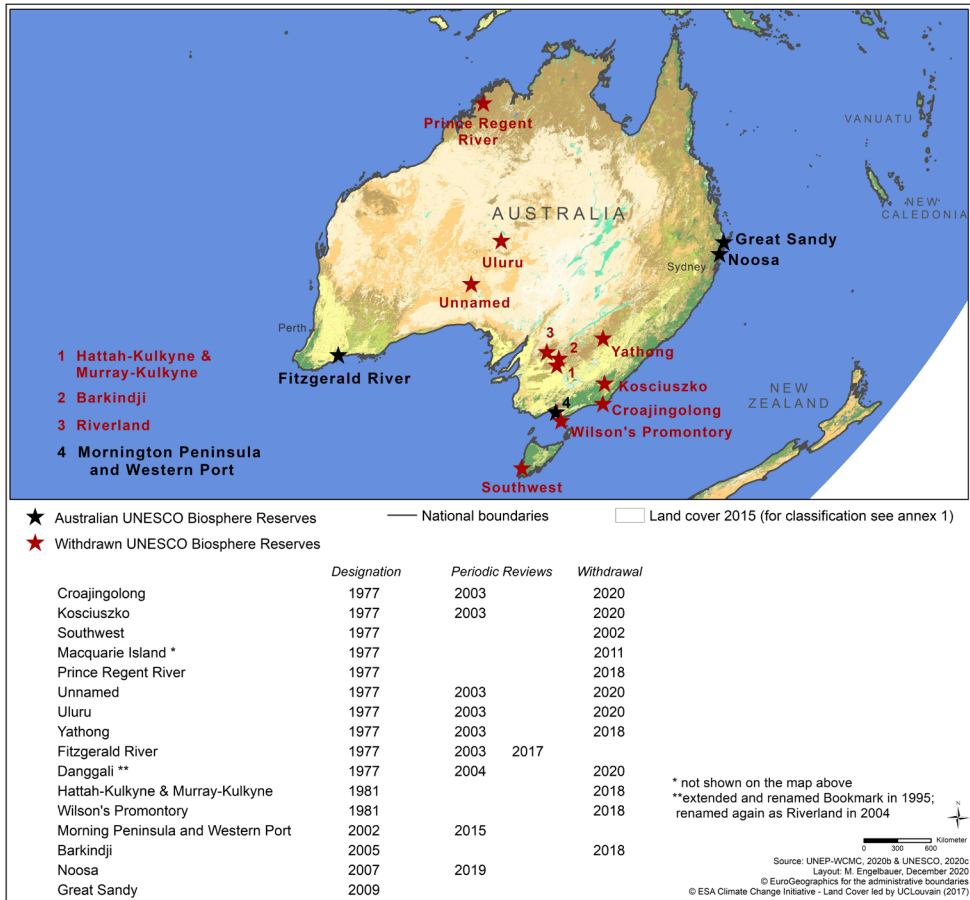 Prince Regent
River
AUSTRALIA
VANUATU
NEW
CALEDONIA
Great Sandy
Noosa
Sydney
Uluru
Unnamed
Perth
Fitzgerald River
3
2
1
Yathong
Kosciuszko
4
Croajingolong
Wilson's Promontory
Southwest
NEW
ZEALAND
1 Hattah-Kulkyne &
Murray-Kulkyne
2 Barkindji
3 Riverland
4 Mornington Peninsula
and Western Port
Australian UNESCO Biosphere Reserves
National boundaries
Land cover 2015 (for classification see annex 1)
Withdrawn UNESCO Biosphere Reserves
Designation Periodic Reviews Withdrawal
Croajingolong 1977 2003 2020
Kosciuszko 1977 2003 2020
Southwest 1977 2002
Macquarie Island * 1977 2011
Prince Regent River 1977 2018
Unnamed 1977 2003 2020
Uluru 1977 2003 2020
Yathong 1977 2003 2018
Fitzgerald River 1977 2003 2017
Danggali ** 1977 2004 2020
Hattah-Kulkyne & Murray-Kulkyne 1981 2018
Wilson's Promontory 1981 2018
Morning Peninsula and Western Port 2002 2015
Barkindji 2005 2018
Noosa 2007 2019
Great Sandy 2009
* not shown on the map above
**extended and renamed Bookmark in 1995;
renamed again as Riverland in 2004
N
Kilometer
0 300 600
Source: UNEP-WCMC, 2020b & UNESCO, 2020c
Layout: M. Engelbauer, December 2020
© EuroGeographics for the administrative boundaries
© ESA Climate Change Initiative - Land Cover led by UCLouvain (2017)